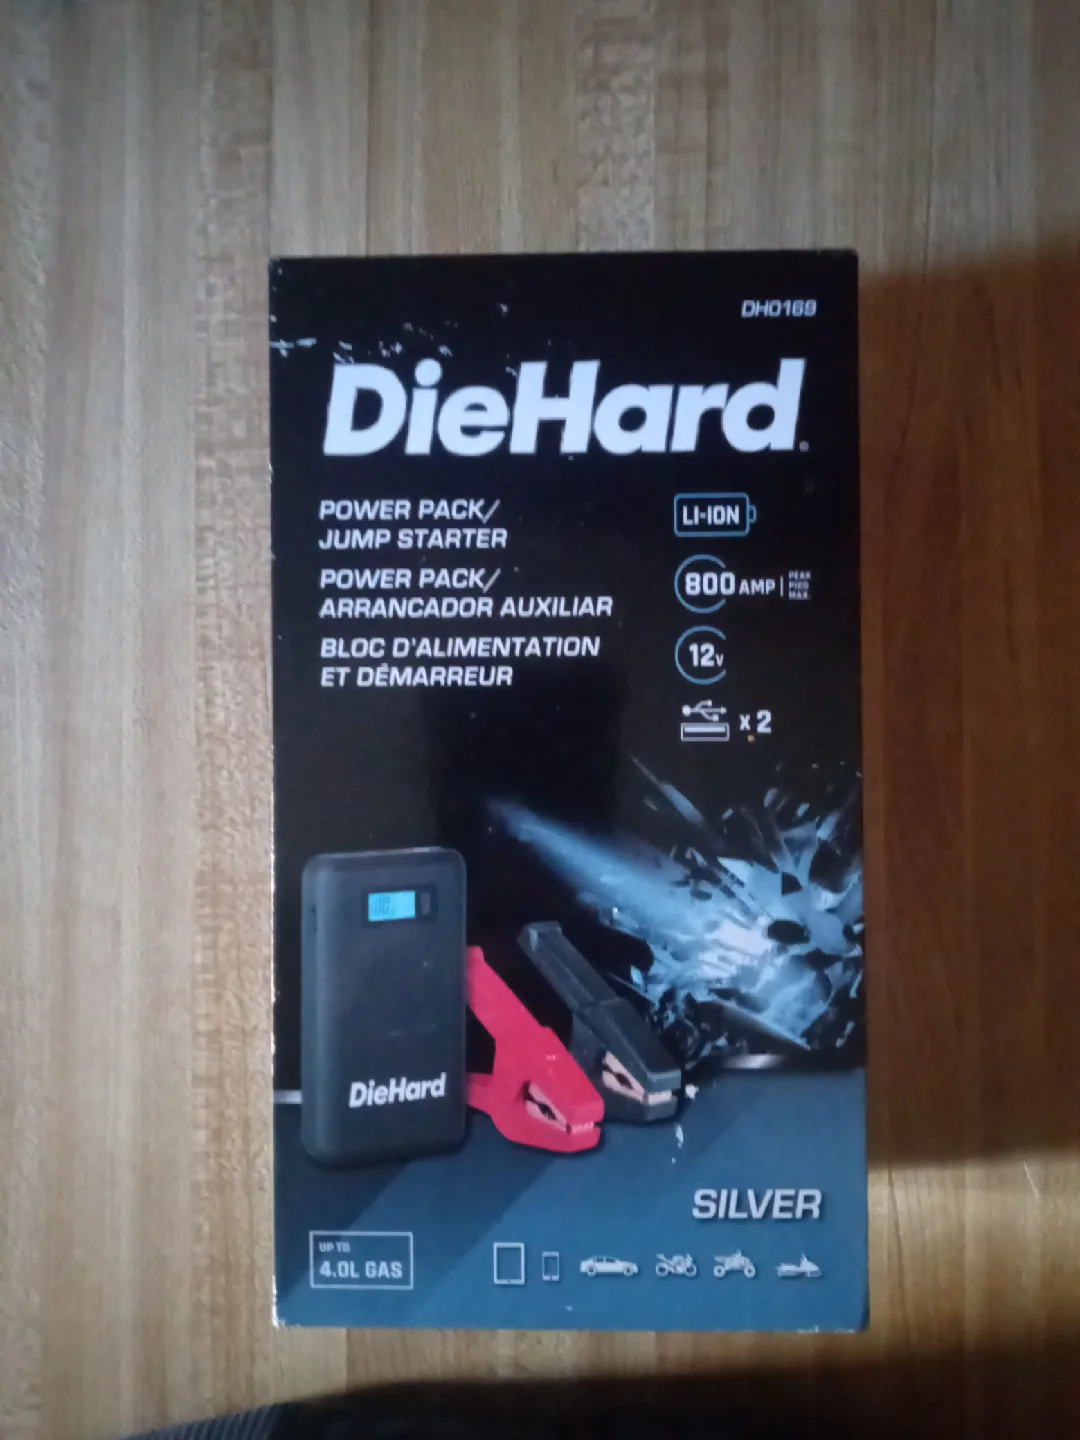 DH0169
DieHard
POWER PACK/
JUMP STARTER
POWER PACK/
ARRANCADOR AUXILIAR
BLOC D'ALIMENTATION
ET DÉMARREUR
LI-ION
800 AMP
PEAK
PICO
MAX.
12V
x 2
DieHard
SILVER
UP TO
4.0L GAS